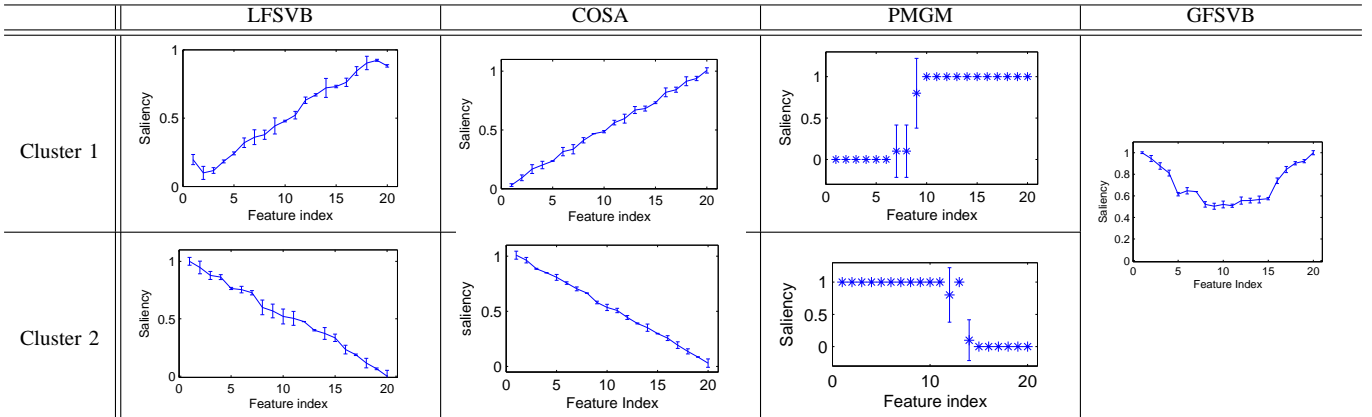 LFSVB COSA PMGM GFSVB
Cluster 1
Saliency
1
0.5
0
0 5 10 15 20
Feature index
Saliency
1
0.5
0
0 5 10 15 20
Feature index
Saliency
1
0.5
0
0 5 10 15 20
Feature index
Saliency
1
0.8
0.6
0.4
0.2
0
0 5 10 15 20
Feature Index
Cluster 2
Saliency
1
0.5
0
0 5 10 15 20
Feature index
saliency
1
0.5
0
0 5 10 15 20
Feature Index
Saliency
1
0.5
0
0 10 20
Feature index